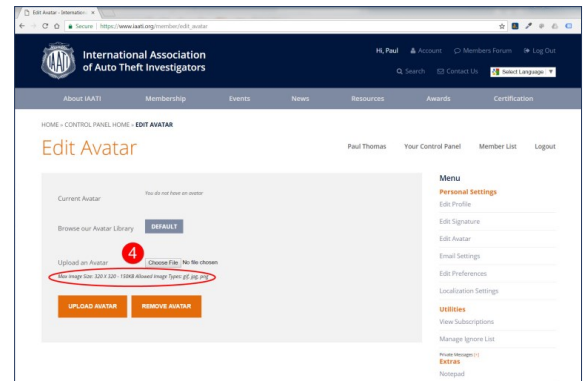 Edit Avatar - Internation
Secure https://www.iaati.org/member/edit_avatar
International Association
of Auto Theft Investigators
IAATI
Hi, Paul Account Members Forum Log Out
Search Contact Us Select Language
About IAATI Membership Events News Resources Awards Certification
HOME » CONTROL PANEL HOME » EDIT AVATAR
Edit Avatar
Paul Thomas Your Control Panel Member List Logout
Current Avatar You do not have an avatar
Browse our Avatar Library DEFAULT
4
Upload an Avatar Choose File No file chosen
Max Image Size: 320 X 320 - 150KB Allowed Image Types: gif, jpg, png
UPLOAD AVATAR REMOVE AVATAR
Menu
Personal Settings
Edit Profile
Edit Signature
Edit Avatar
Email Settings
Edit Preferences
Localization Settings
Utilities
View Subscriptions
Manage Ignore List
Private Messages
Extras
Notepad